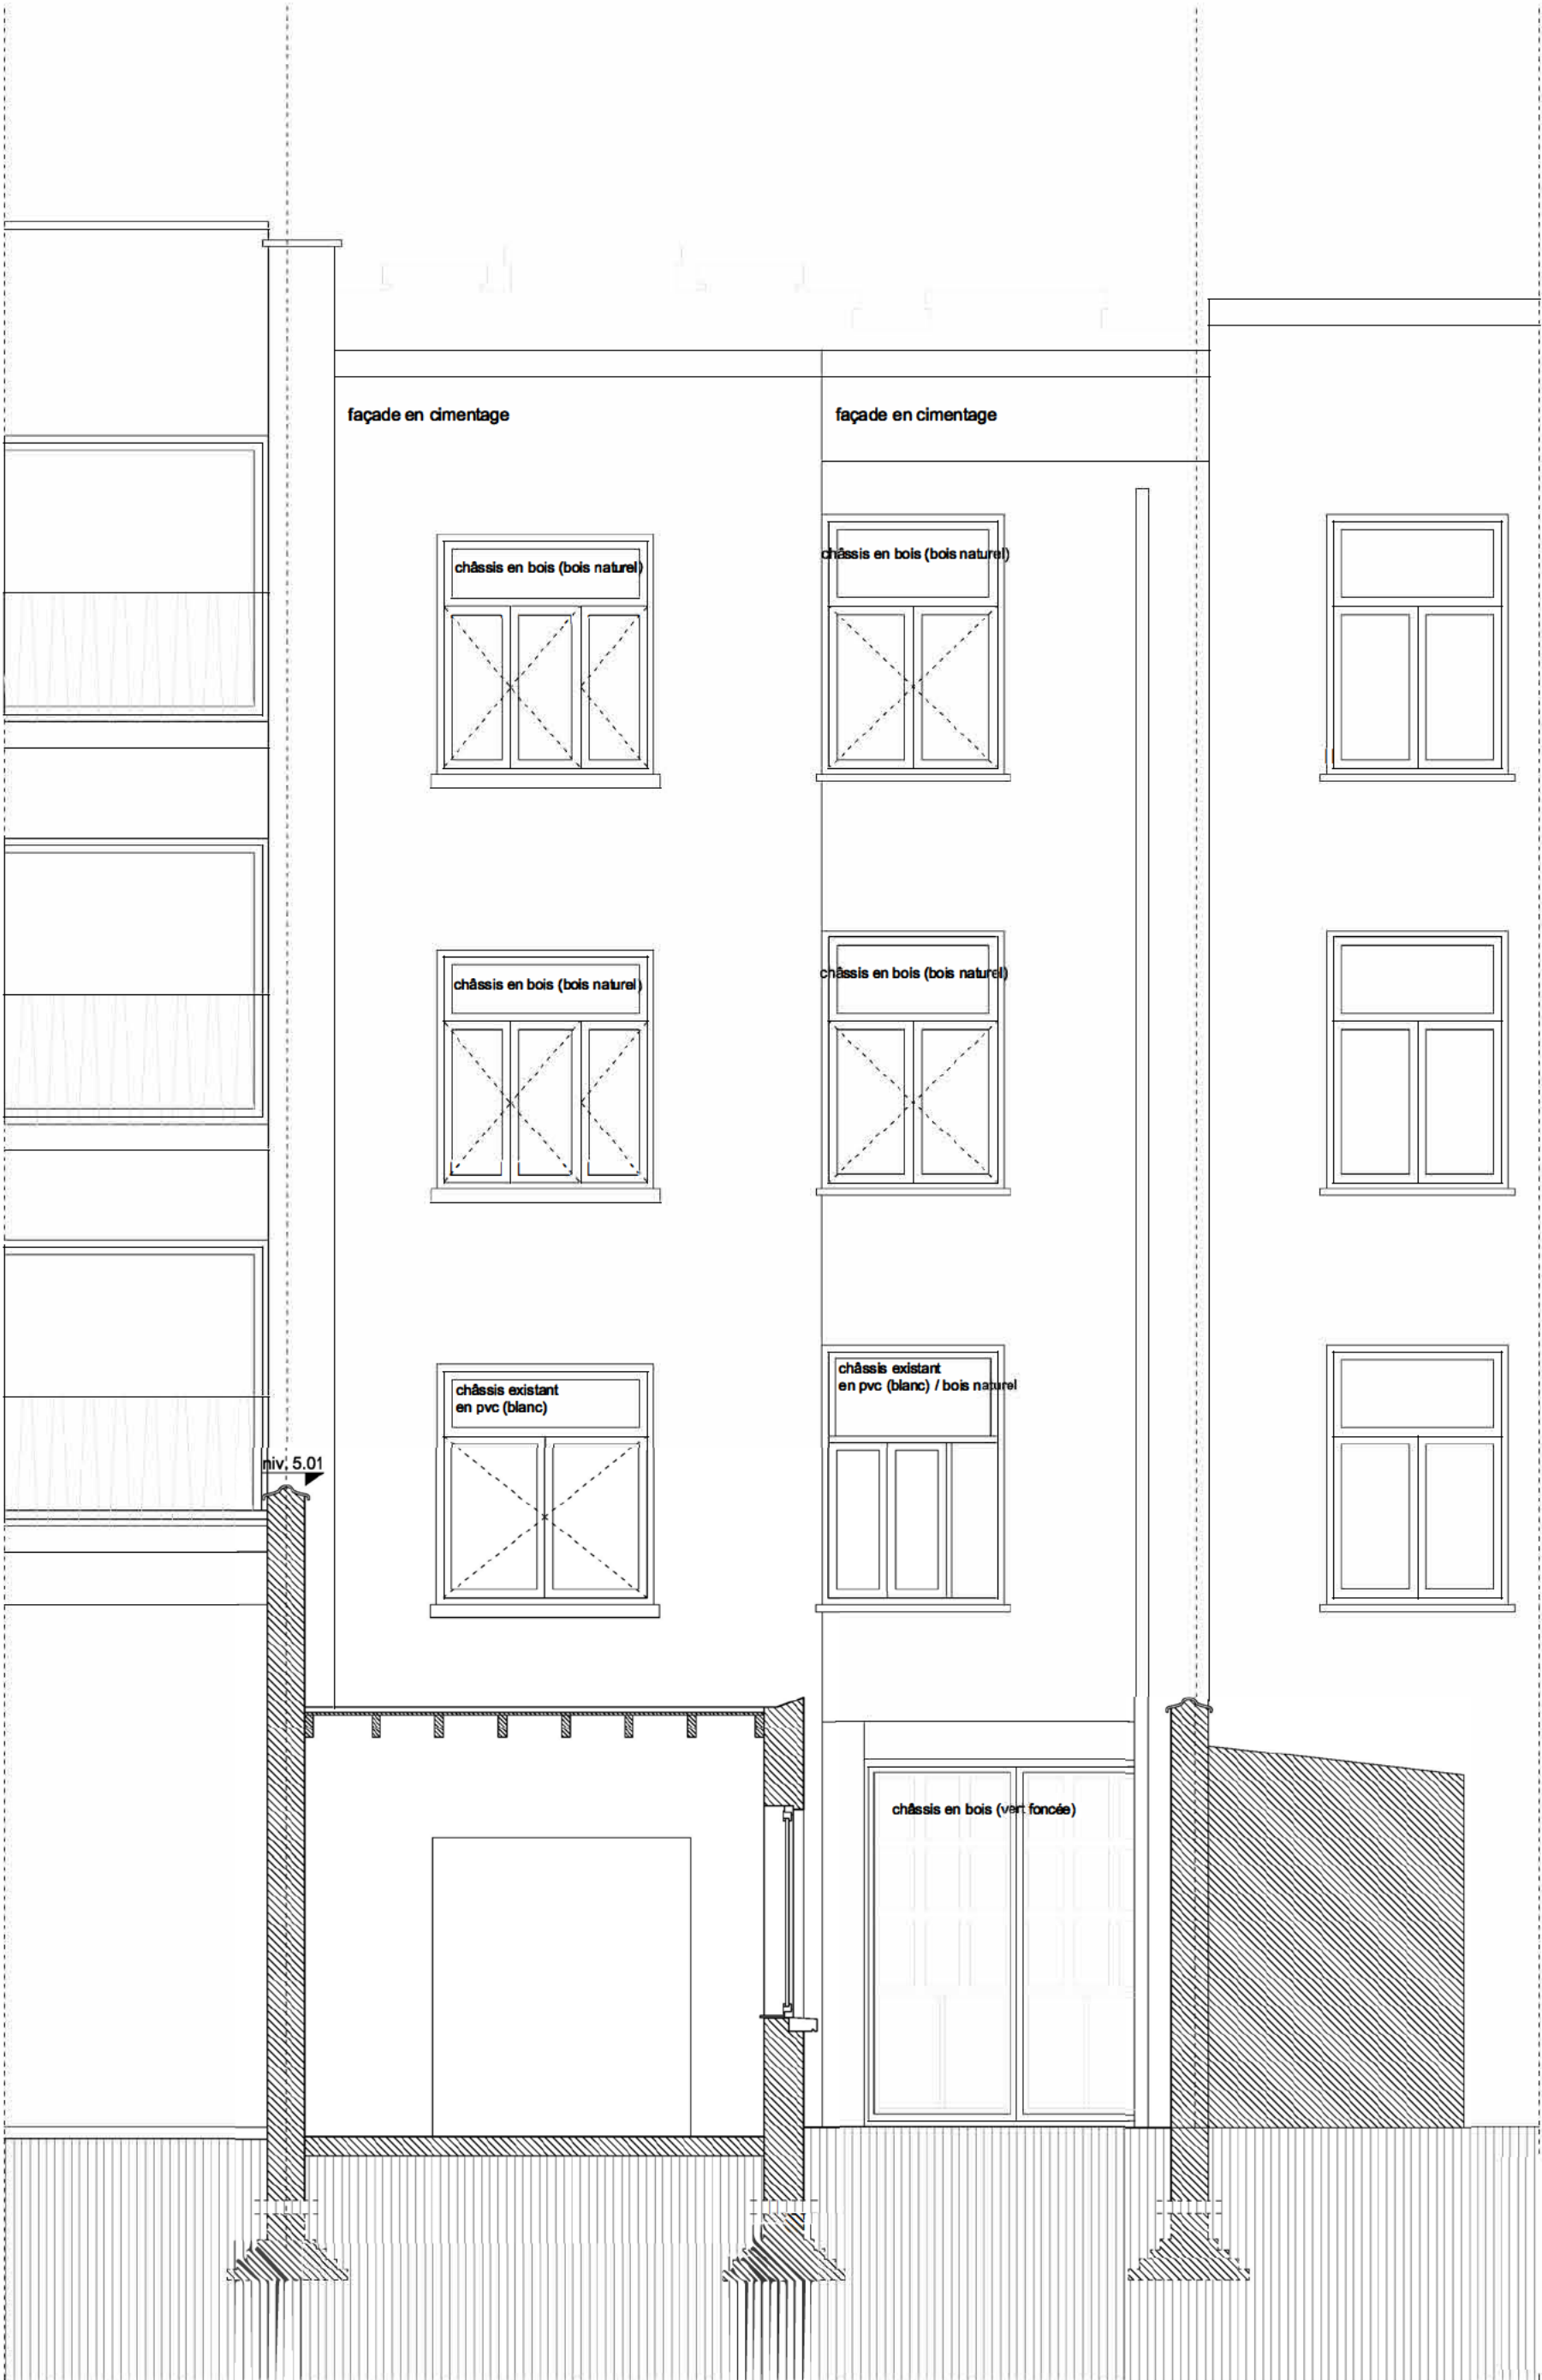 façade en cimentage
façade en cimentage
châssis en bois (bois naturel)
châssis en bois (bois naturel)
châssis en bois (bois naturel)
châssis en bois (bois naturel)
châssis existant
en pvc (blanc)
châssis existant
en pvc (blanc) / bois naturel
niv. 5.01
châssis en bois (vert foncée)